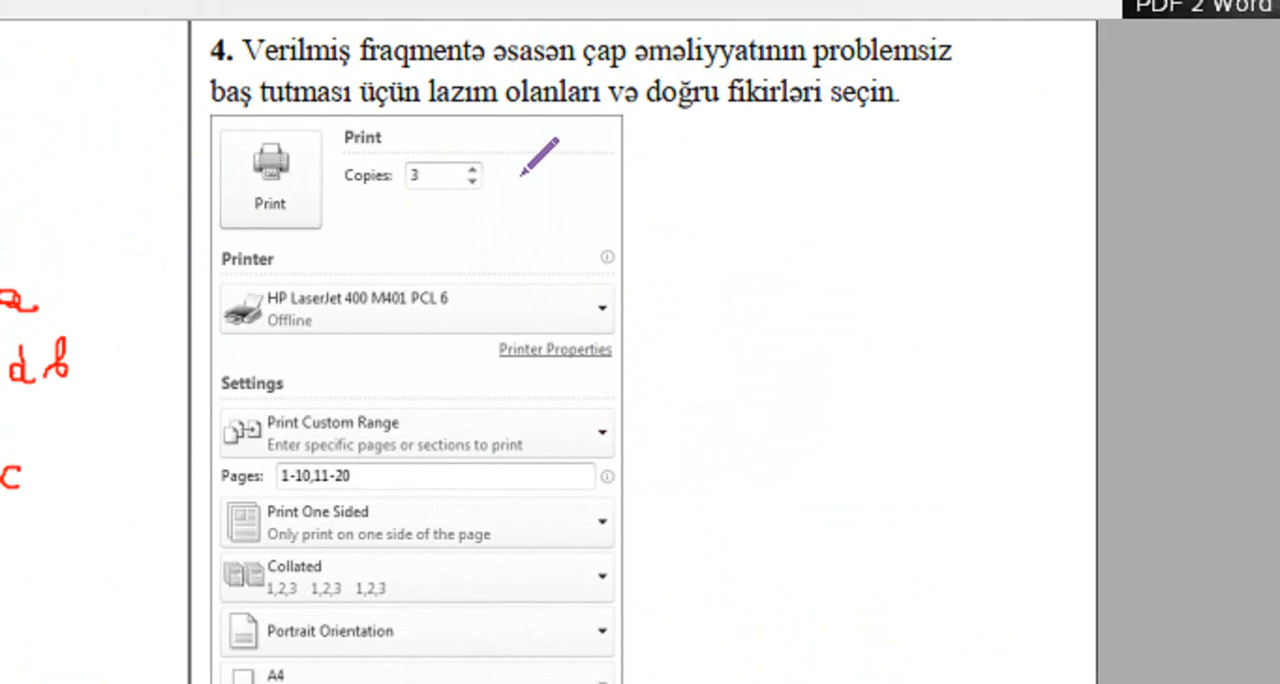 PDF 2 Word
4. Verilmiş fraqmentə əsasən çap əməliyyatının problemsiz
baş tutması üçün lazım olanları və doğru fikirləri seçin.
Print
Copies: 3
Print
Printer
HP LaserJet 400 M401 PCL 6
Offline
Printer Properties
Settings
Print Custom Range
Enter specific pages or sections to print
Pages: 1-10,11-20
Print One Sided
Only print on one side of the page
Collated
1,2,3 1,2,3 1,2,3
Portrait Orientation
A4
a
d b
c